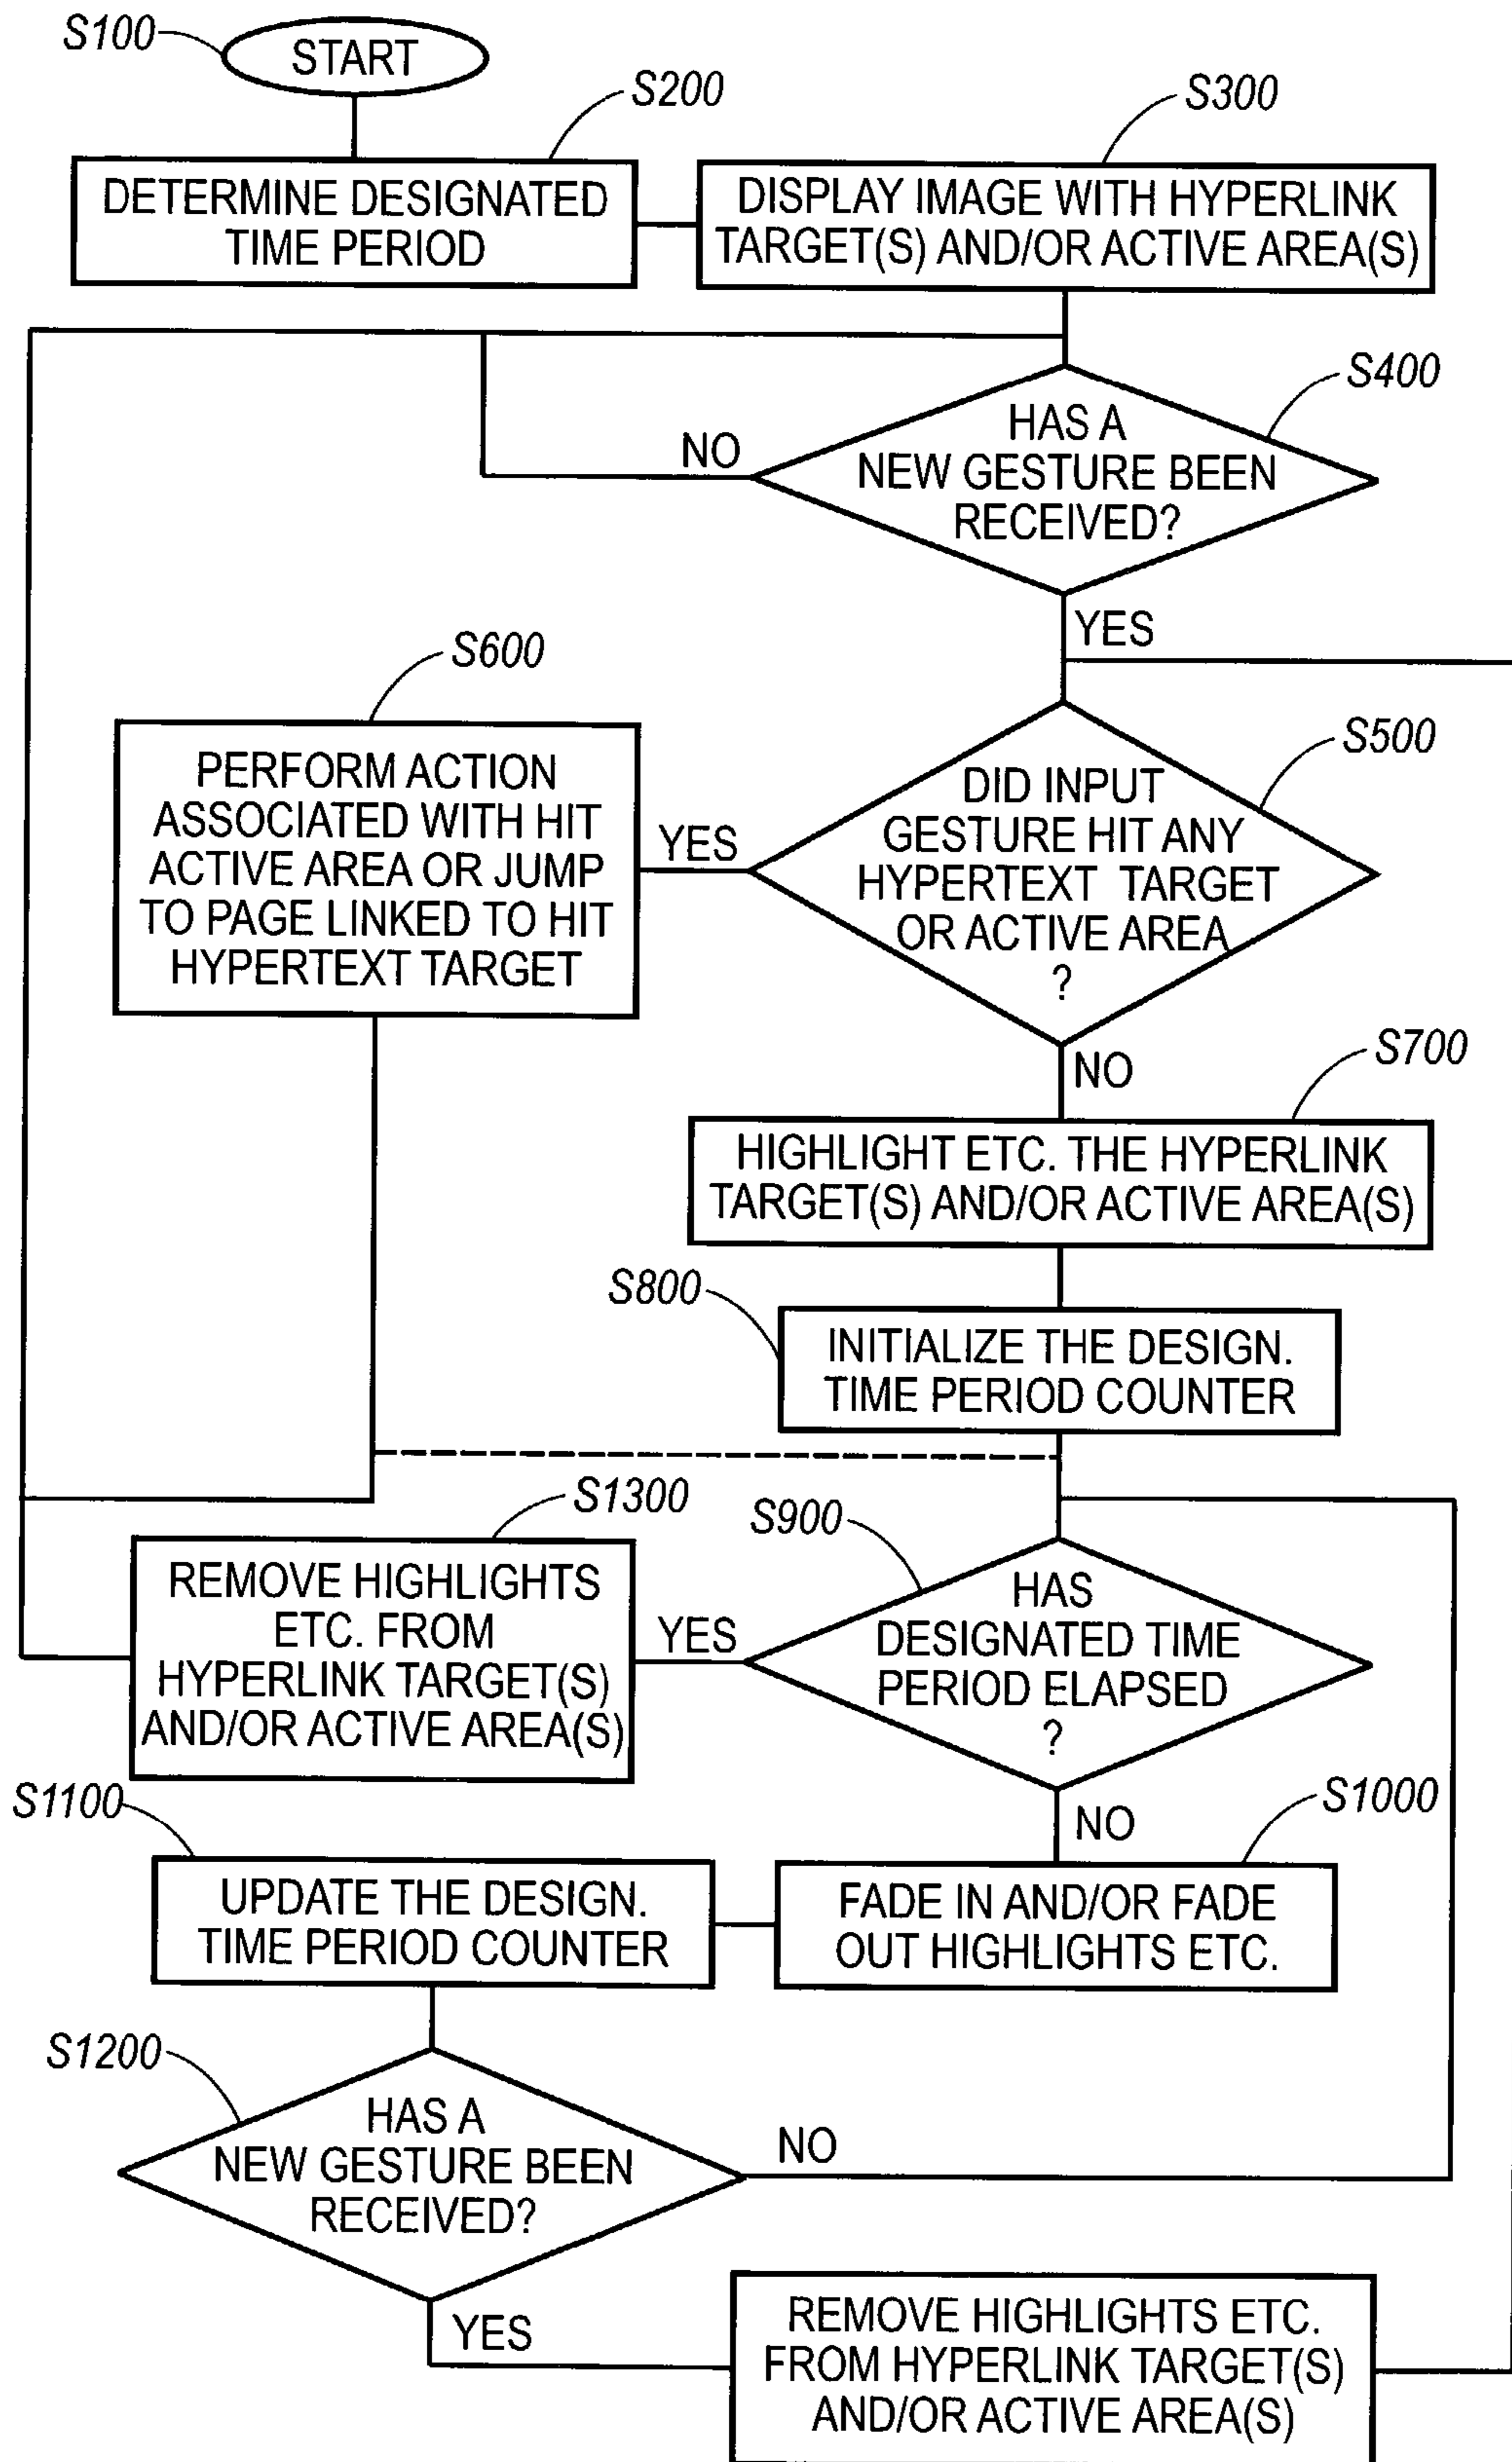 S100
START
S200
DETERMINE DESIGNATED
TIME PERIOD
S300
DISPLAY IMAGE WITH HYPERLINK
TARGET(S) AND/OR ACTIVE AREA(S)
S400
HAS A
NEW GESTURE BEEN
RECEIVED?
NO
YES
S500
DID INPUT
GESTURE HIT ANY
HYPERTEXT TARGET
OR ACTIVE AREA
?
YES
S600
PERFORM ACTION
ASSOCIATED WITH HIT
ACTIVE AREA OR JUMP
TO PAGE LINKED TO HIT
HYPERTEXT TARGET
NO
S700
HIGHLIGHT ETC. THE HYPERLINK
TARGET(S) AND/OR ACTIVE AREA(S)
S800
INITIALIZE THE DESIGN.
TIME PERIOD COUNTER
S900
HAS
DESIGNATED TIME
PERIOD ELAPSED
?
YES
S1300
REMOVE HIGHLIGHTS
ETC. FROM
HYPERLINK TARGET(S)
AND/OR ACTIVE AREA(S)
NO
S1000
FADE IN AND/OR FADE
OUT HIGHLIGHTS ETC.
S1100
UPDATE THE DESIGN.
TIME PERIOD COUNTER
S1200
HAS A
NEW GESTURE BEEN
RECEIVED?
NO
YES
REMOVE HIGHLIGHTS ETC.
FROM HYPERLINK TARGET(S)
AND/OR ACTIVE AREA(S)